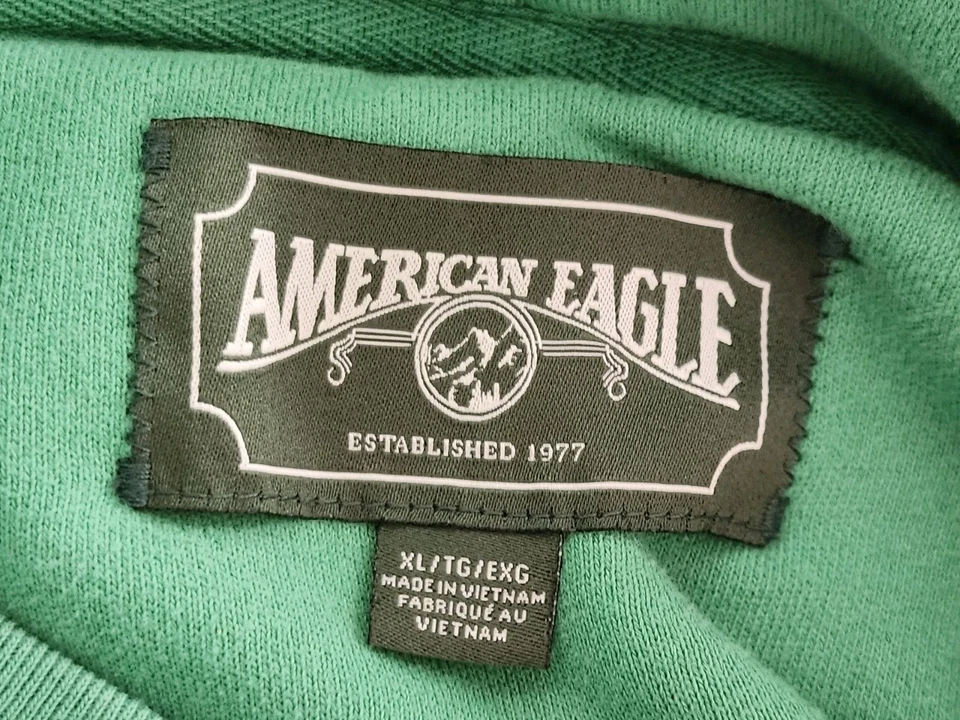 AMERICAN EAGLE
ESTABLISHED 1977
XL/TG/EXG
MADE IN VIETNAM
FABRIQUÉ AU
VIETNAM